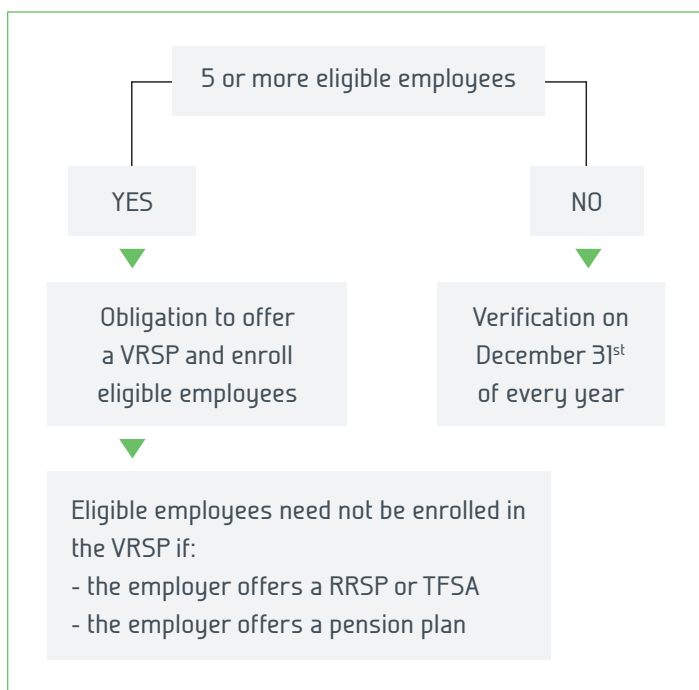 5 or more eligible employees
YES
NO
Obligation to offer
a VRSP and enroll
eligible employees
Verification on
December 31st
of every year
Eligible employees need not be enrolled in
the VRSP if:
- the employer offers a RRSP or TFSA
- the employer offers a pension plan